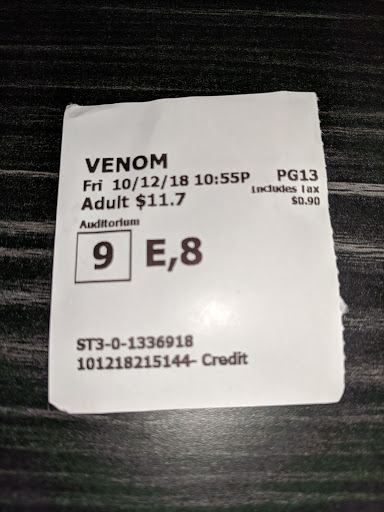 VENOM
Fri 10/12/18 10:55P PG13
Adult $11.7 Includes Tax
$0.90
Auditorium
9 E,8
ST3-0-1336918
101218215144- Credit